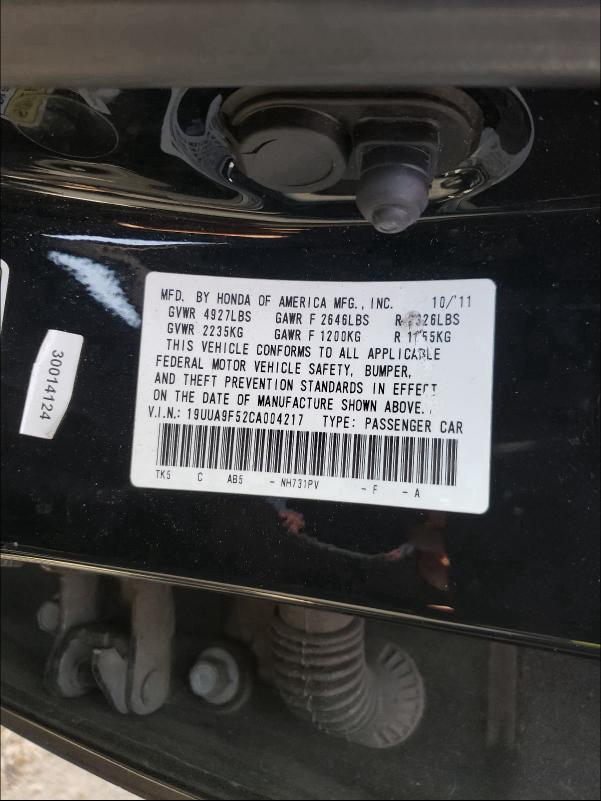 MFD. BY HONDA OF AMERICA MFG., INC. 10/'11
GVWR 4927LBS GAWR F 2646LBS R 2326LBS
GVWR 2235KG GAWR F 1200KG R 1055KG
THIS VEHICLE CONFORMS TO ALL APPLICABLE
FEDERAL MOTOR VEHICLE SAFETY, BUMPER,
AND THEFT PREVENTION STANDARDS IN EFFECT
ON THE DATE OF MANUFACTURE SHOWN ABOVE.
V.I.N.: 19UUA9F52CA004217 TYPE: PASSENGER CAR
TK5 C AB5 - NH731PV - F - A
30014124